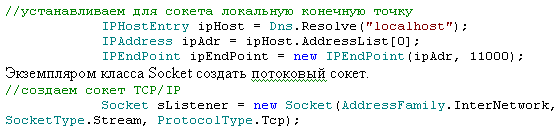 //устанавливаем для сокета локальную конечную точку
IPHostEntry ipHost = Dns.Resolve("localhost");
IPAddress ipAdr = ipHost.AddressList[0];
IPEndPoint ipEndPoint = new IPEndPoint(ipAdr, 11000);
Экземпляром класса Socket создать потоковый сокет.
//создаем сокет TCP/IP
Socket sListener = new Socket(AddressFamily.InterNetwork,
SocketType.Stream, ProtocolType.Tcp);